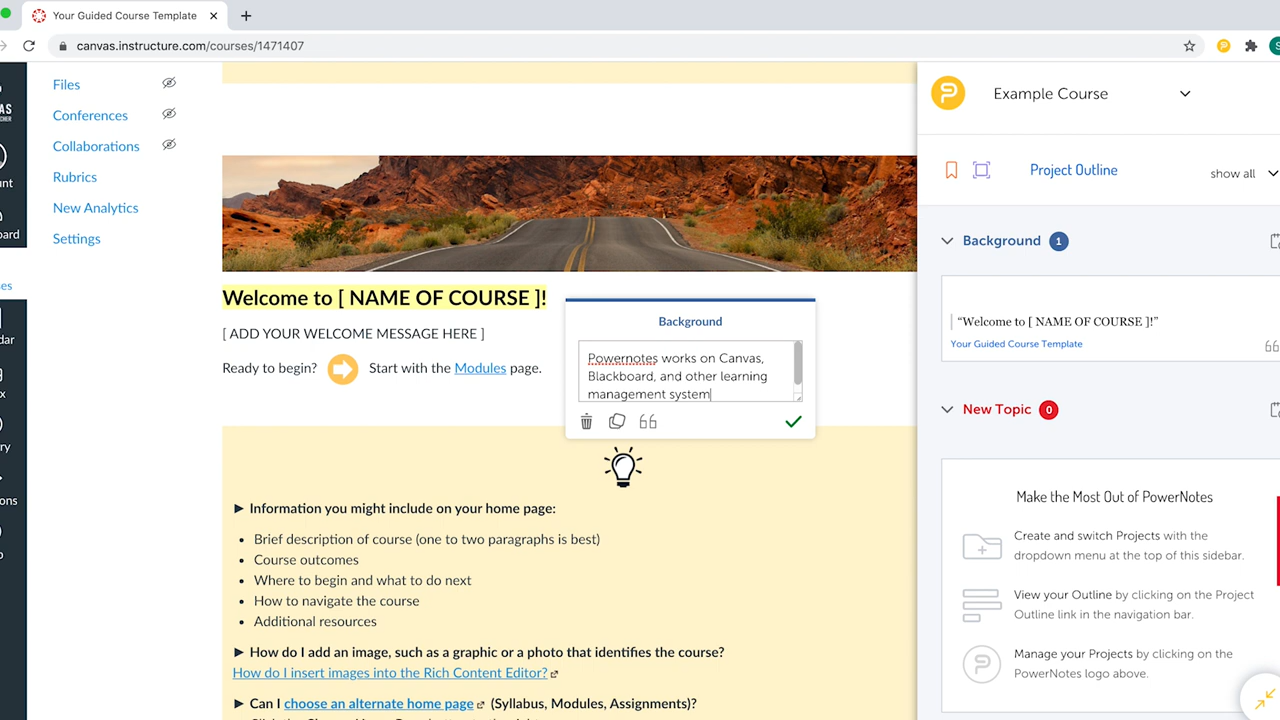 Your Guided Course Template
canvas.instructure.com/courses/1471407
Files
Conferences
Collaborations
Rubrics
New Analytics
Settings
Welcome to [ NAME OF COURSE ]!
[ ADD YOUR WELCOME MESSAGE HERE ]
Ready to begin? Start with the Modules page.
Background
Powernotes works on Canvas,
Blackboard, and other learning
management system
► Information you might include on your home page:
• Brief description of course (one to two paragraphs is best)
• Course outcomes
• Where to begin and what to do next
• How to navigate the course
• Additional resources
► How do I add an image, such as a graphic or a photo that identifies the course?
How do I insert images into the Rich Content Editor?
► Can I choose an alternate home page (Syllabus, Modules, Assignments)?
Example Course
Project Outline
show all
Background 1
“Welcome to [ NAME OF COURSE ]!”
Your Guided Course Template
New Topic 0
Make the Most Out of PowerNotes
Create and switch Projects with the
dropdown menu at the top of this sidebar.
View your Outline by clicking on the Project
Outline link in the navigation bar.
Manage your Projects by clicking on the
PowerNotes logo above.